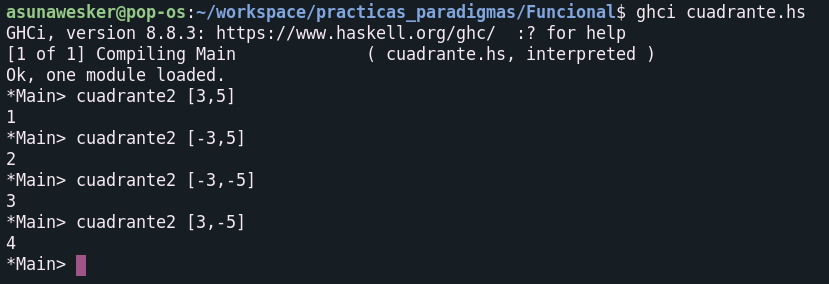 asunawesker@pop-os:~/workspace/practicas_paradigmas/Funcional$ ghci cuadrante.hs
GHCi, version 8.8.3: https://www.haskell.org/ghc/  :? for help
[1 of 1] Compiling Main             ( cuadrante.hs, interpreted )
Ok, one module loaded.
*Main> cuadrante2 [3,5]
1
*Main> cuadrante2 [-3,5]
2
*Main> cuadrante2 [-3,-5]
3
*Main> cuadrante2 [3,-5]
4
*Main>